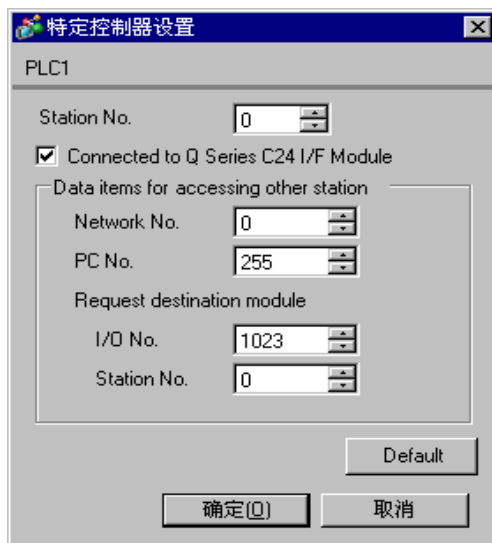 特定控制器设置
PLC1
Station No. 0
Connected to Q Series C24 I/F Module
Data items for accessing other station
Network No. 0
PC No. 255
Request destination module
I/O No. 1023
Station No. 0
Default
确定(O) 取消